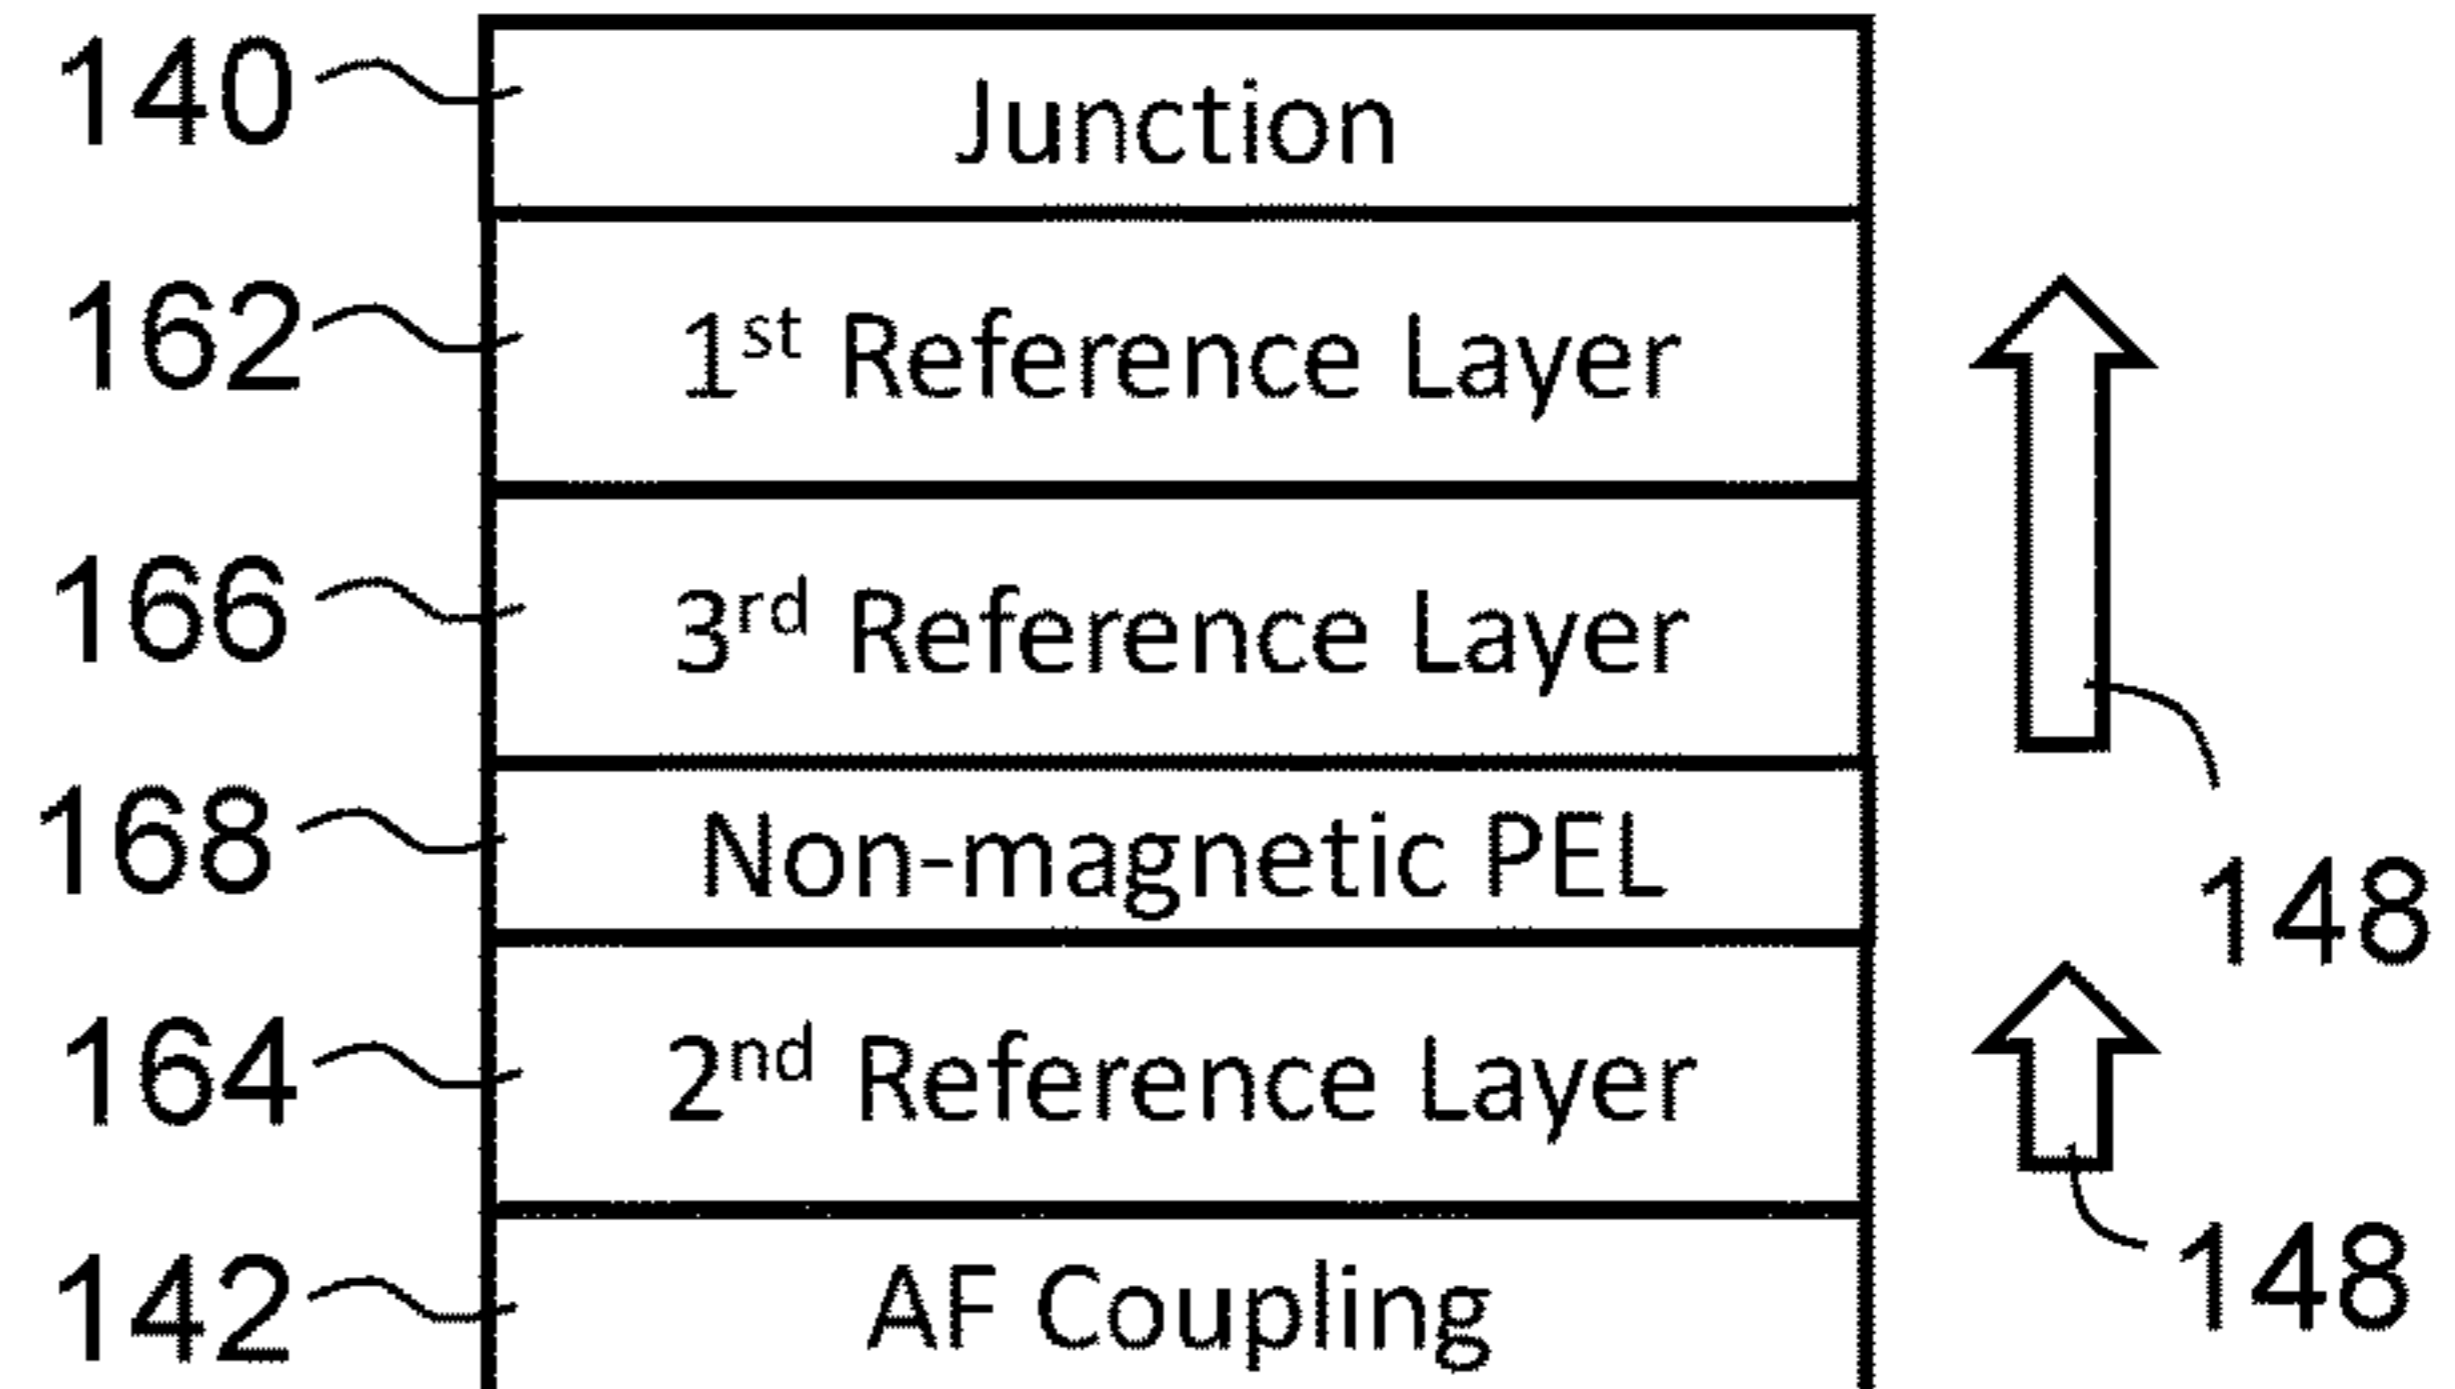 140 Junction
162 1st Reference Layer
166 3rd Reference Layer
168 Non-magnetic PEL
148
164 2nd Reference Layer
148
142 AF Coupling